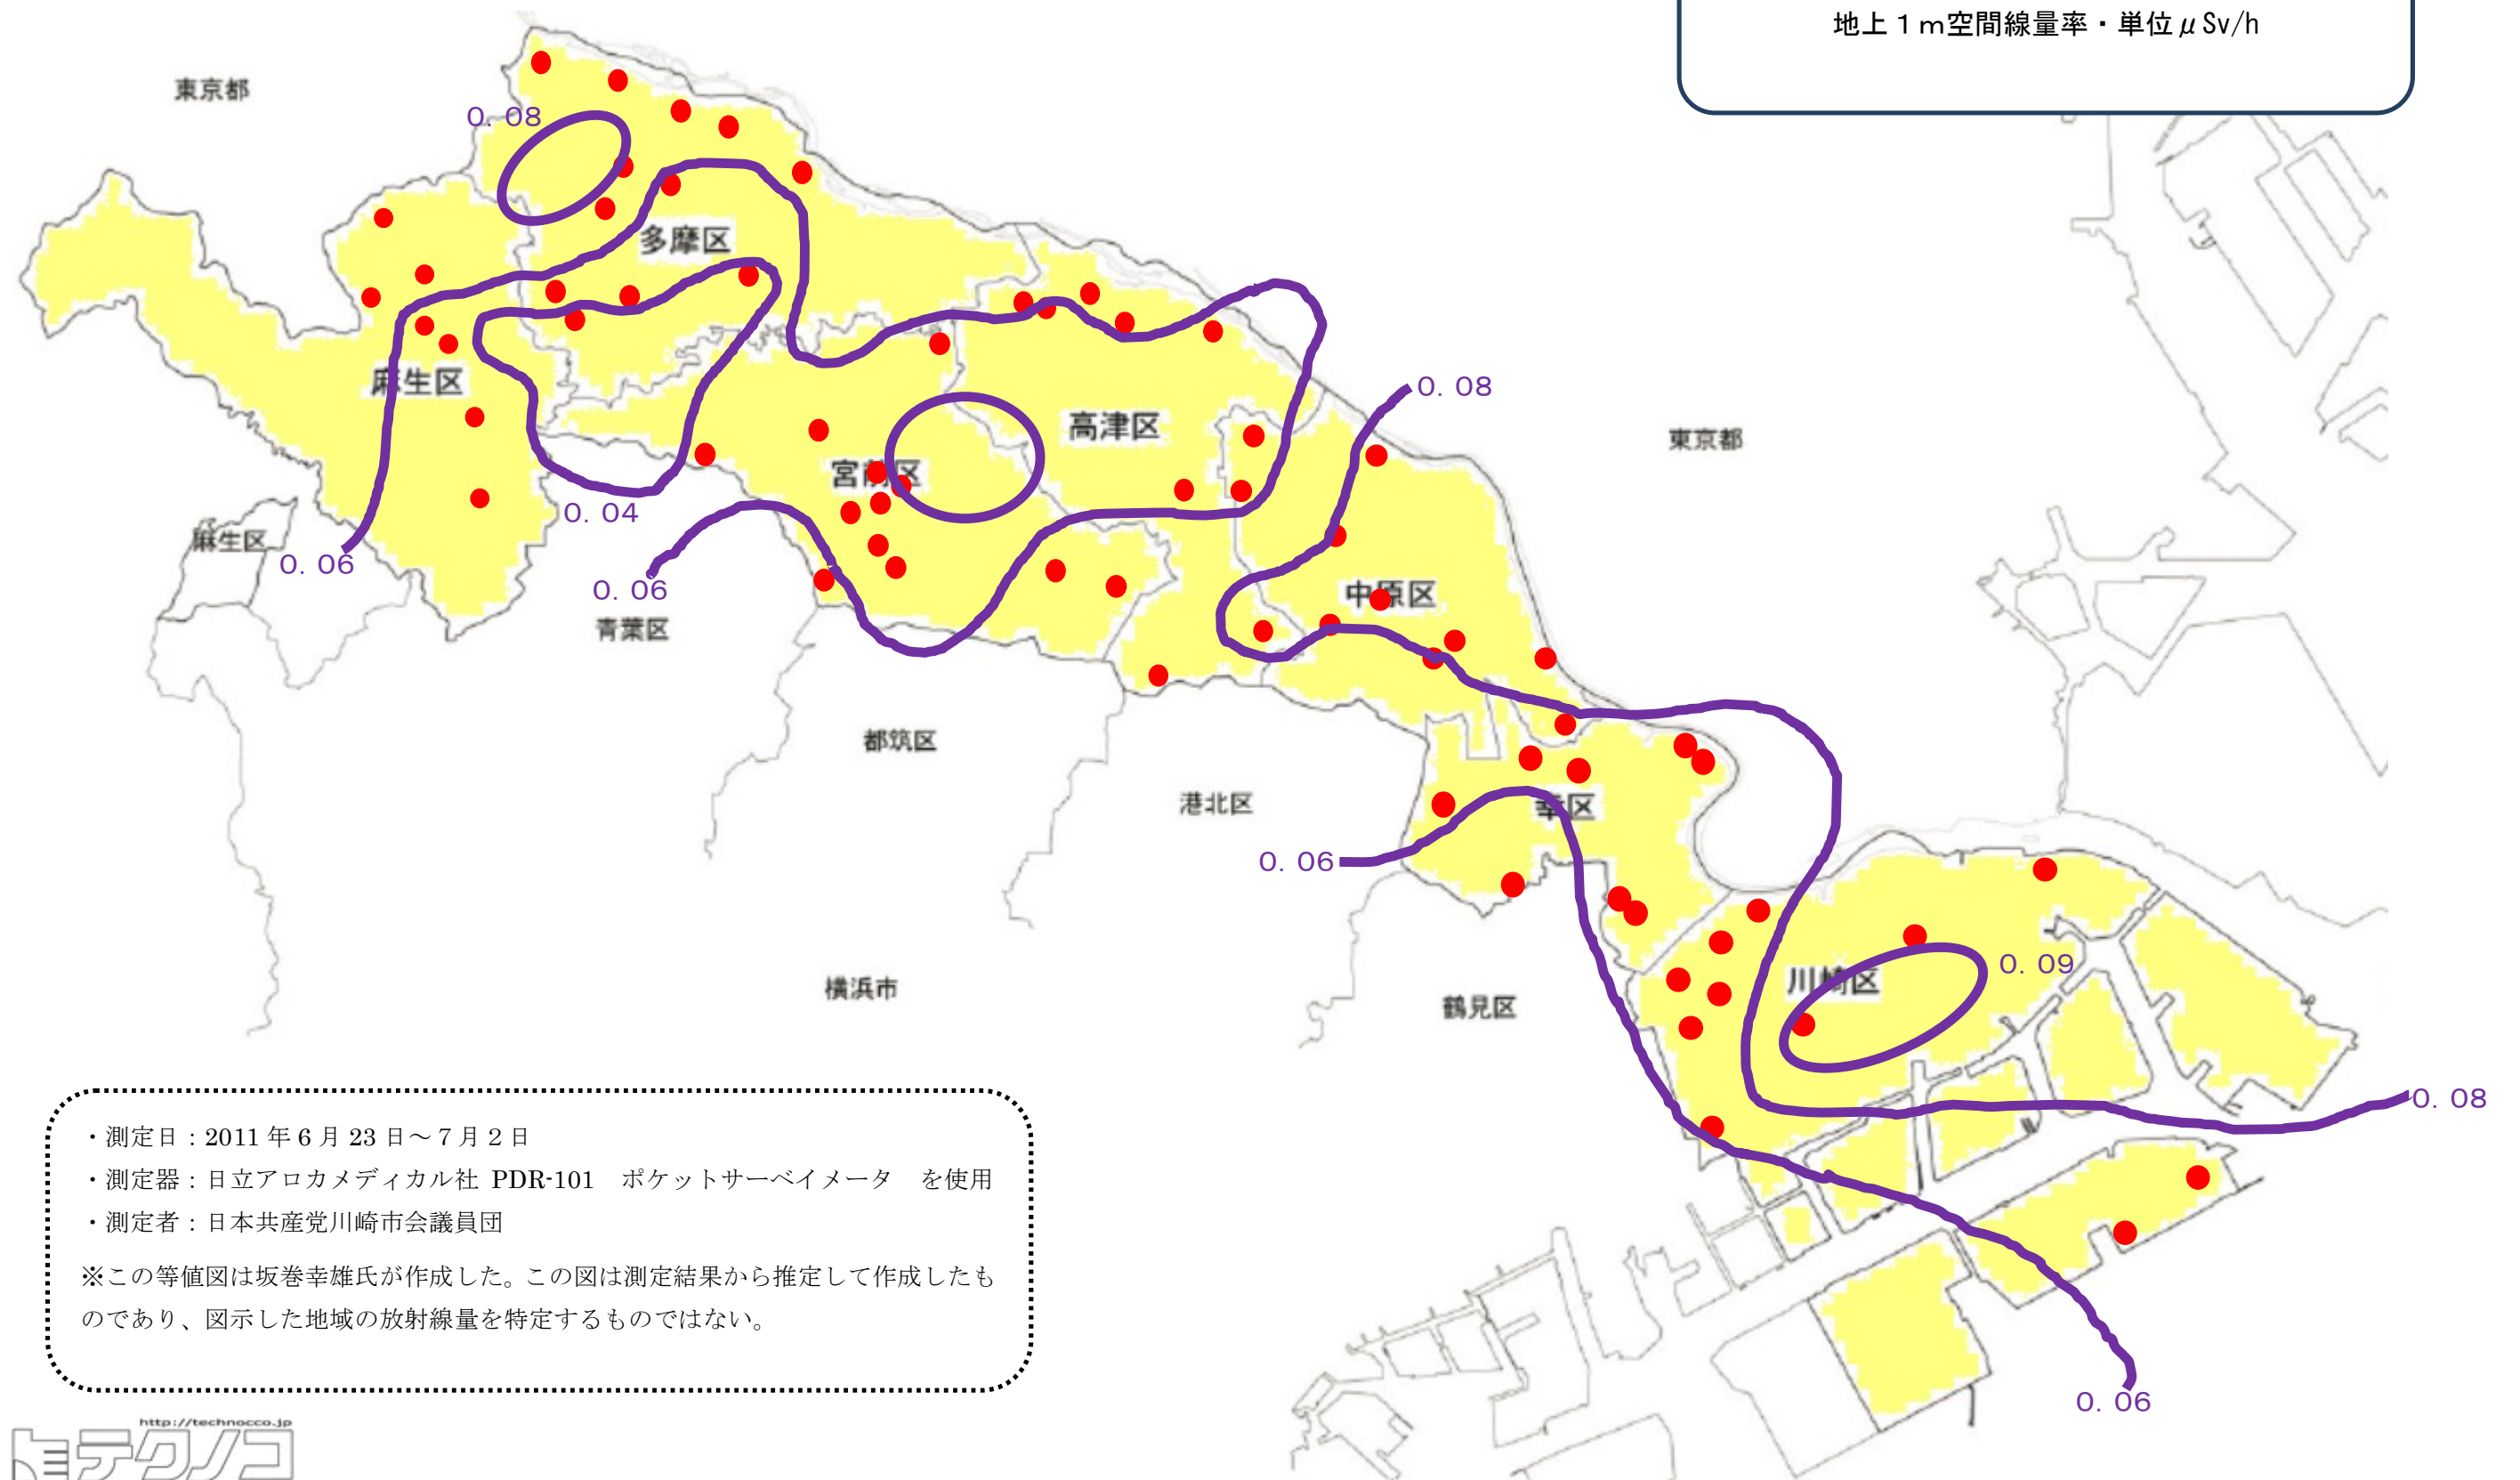 地上１ｍ空間線量率・単位μSv/h
東京都
0. 08
多摩区
麻生区
0. 08
高津区
東京都
宮前区
0. 04
麻生区
0. 06
0. 06
中原区
青葉区
都筑区
港北区
幸区
0. 06
川崎区
0. 09
横浜市
鶴見区
0. 08
・測定日：2011年6月23日～7月2日
・測定器：日立アロカメディカル社 PDR-101　ポケットサーベイメータ　を使用
・測定者：日本共産党川崎市会議員団
※この等値図は坂巻幸雄氏が作成した。この図は測定結果から推定して作成したも
のであり、図示した地域の放射線量を特定するものではない。
0. 06
http://technocco.jp
テクノコ